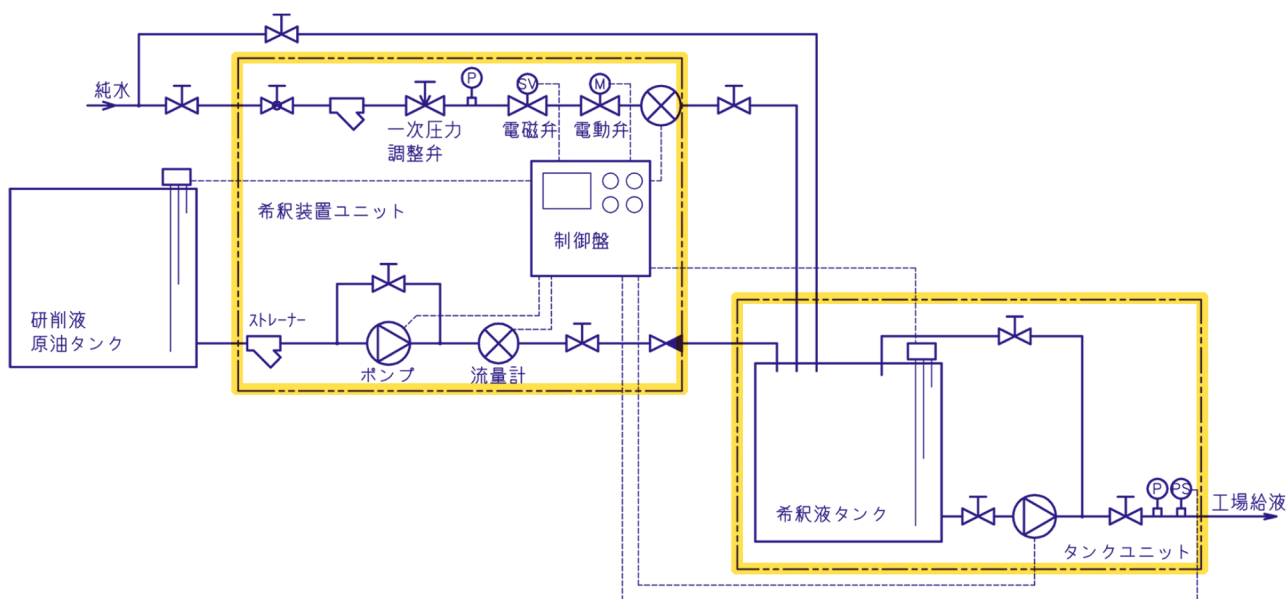 純水
P
SV
M
一次圧力
調整弁
電磁弁
電動弁
希釈装置ユニット
制御盤
研削液
原油タンク
ストレーナー
ポンプ
流量計
希釈液タンク
P
PS
工場給液
タンクユニット